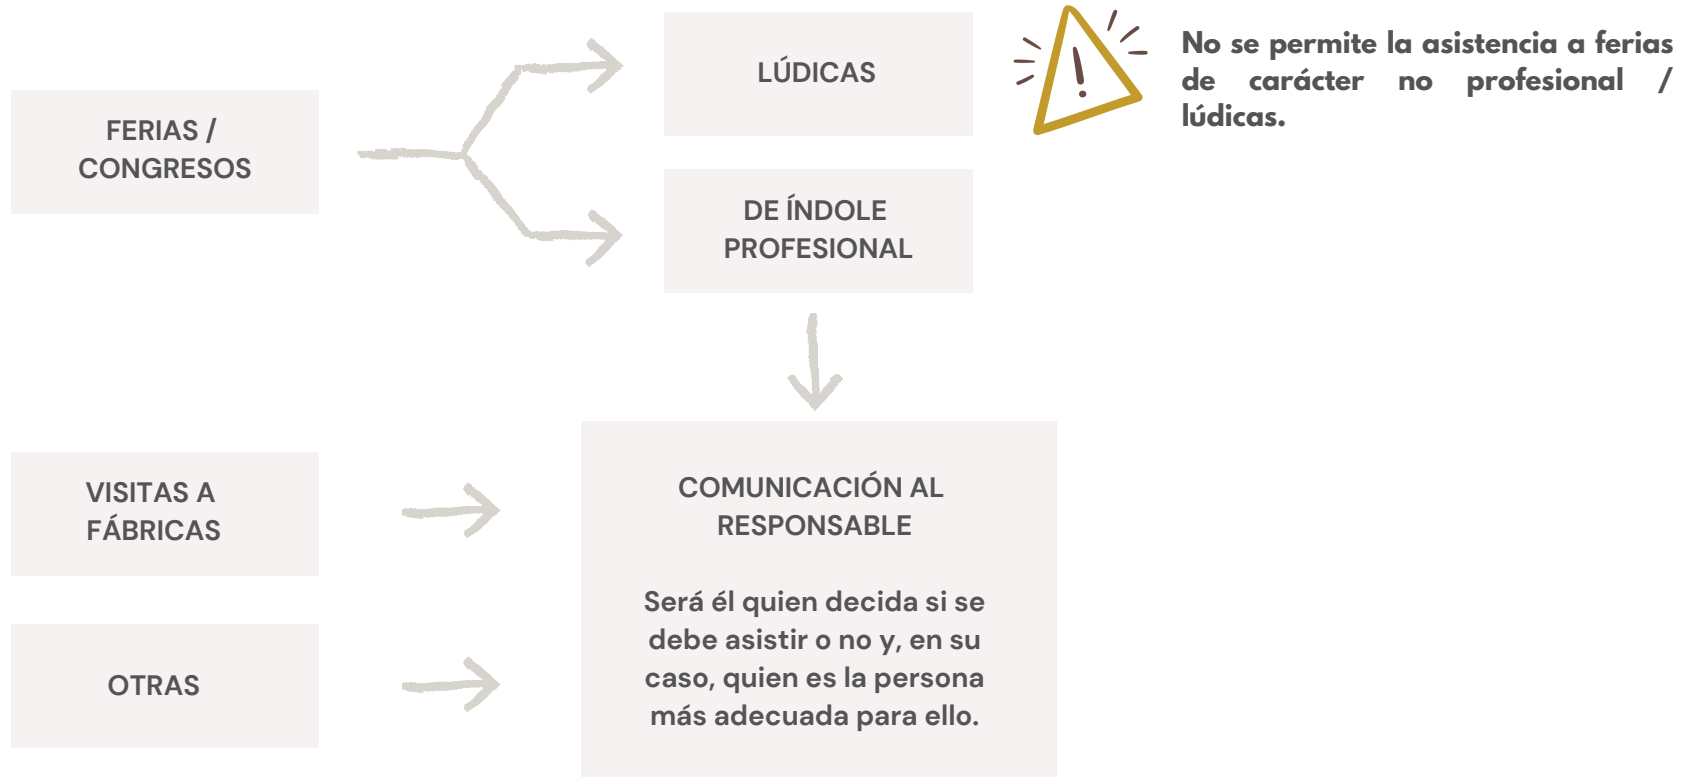 FERIAS /
CONGRESOS
LÚDICAS
No se permite la asistencia a ferias
de carácter no profesional /
lúdicas.
DE ÍNDOLE
PROFESIONAL
VISITAS A
FÁBRICAS
OTRAS
COMUNICACIÓN AL
RESPONSABLE
Será él quien decida si se
debe asistir o no y, en su
caso, quien es la persona
más adecuada para ello.